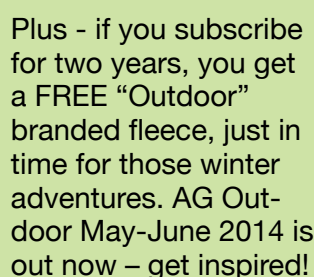 Plus - if you subscribe
for two years, you get
a FREE “Outdoor”
branded fleece, just in
time for those winter
adventures. AG Out-
door May-June 2014 is
out now – get inspired!